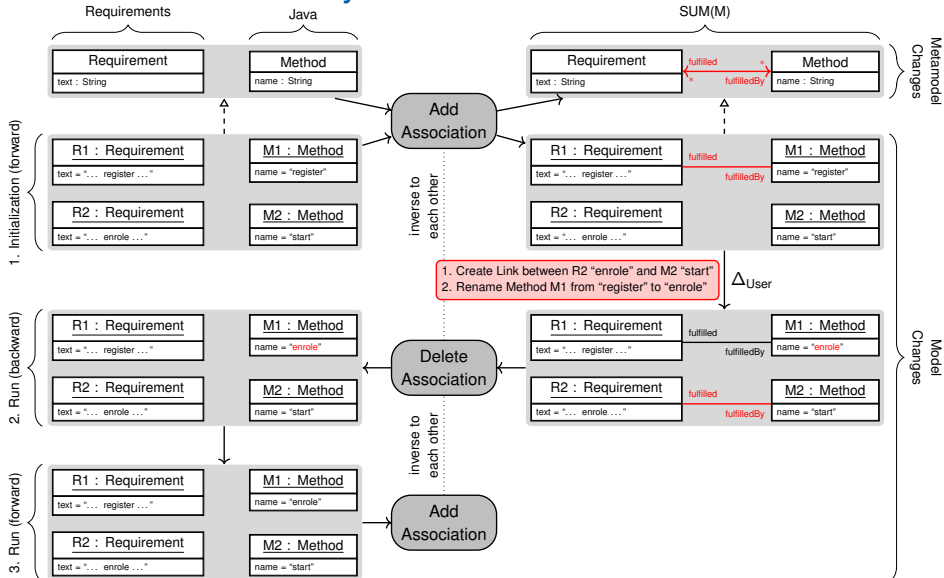 Requirements
Java
SUM(M)
Requirement
text : String
Method
name : String
Add
Association
Requirement
text : String
fulfilled
*
*
fulfilledBy
Method
name : String
Metamodel
Changes
1. Initialization (forward)
R1 : Requirement
text = “... register ...”
M1 : Method
name = “register”
R2 : Requirement
text = “... enrole ...”
M2 : Method
name = “start”
inverse to
each other
R1 : Requirement
text = “... register ...”
fulfilled
fulfilledBy
M1 : Method
name = “register”
R2 : Requirement
text = “... enrole ...”
M2 : Method
name = “start”
1. Create Link between R2 “enrole” and M2 “start”
2. Rename Method M1 from “register” to “enrole”
ΔUser
Model
Changes
2. Run (backward)
R1 : Requirement
text = “... register ...”
M1 : Method
name = “enrole”
R2 : Requirement
text = “... enrole ...”
M2 : Method
name = “start”
Delete
Association
R1 : Requirement
text = “... register ...”
fulfilled
fulfilledBy
M1 : Method
name = “enrole”
R2 : Requirement
text = “... enrole ...”
fulfilled
fulfilledBy
M2 : Method
name = “start”
inverse to
each other
3. Run (forward)
R1 : Requirement
text = “... register ...”
M1 : Method
name = “enrole”
R2 : Requirement
text = “... enrole ...”
M2 : Method
name = “start”
Add
Association